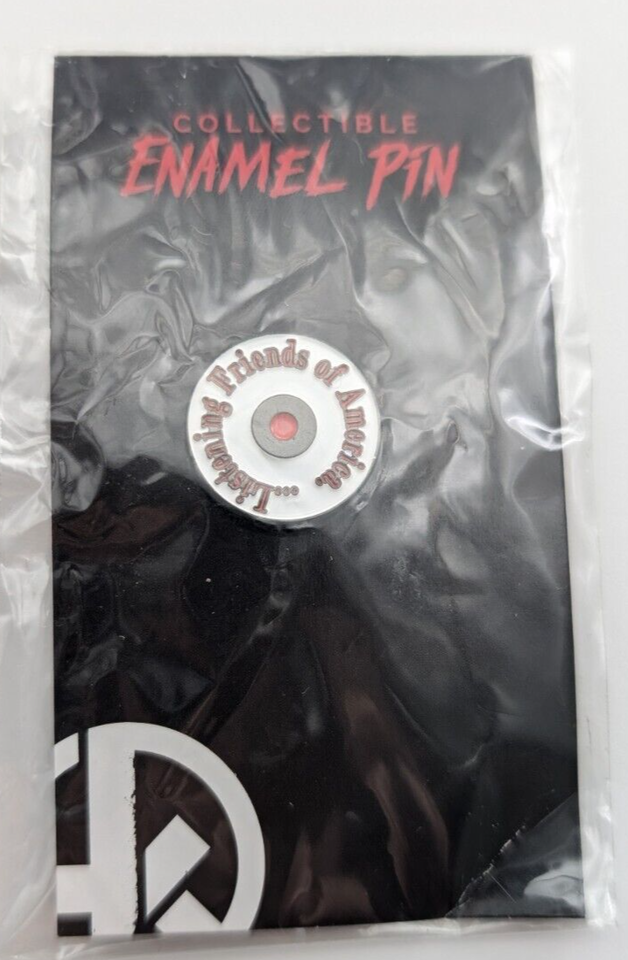 COLLECTIBLE
ENAMEL PIN
...Listening Friends of America.